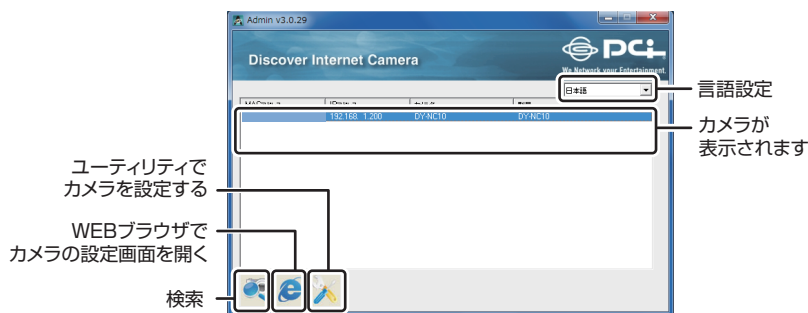 Admin v3.0.29
Discover Internet Camera
PCi
We Network your Entertainment.
日本語
言語設定
192.168. 1.200 DY-NC10 DY-NC10
カメラが
表示されます
ユーティリティで
カメラを設定する
WEBブラウザで
カメラの設定画面を開く
検索